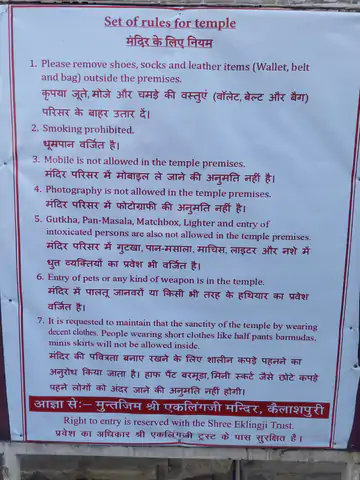 Set of rules for temple
मंदिर के लिए नियम
1. Please remove shoes, socks and leather items (Wallet, belt
and bag) outside the premises.
कृपया जूते, मोजे और चमड़े की वस्तुएं (वॉलेट, बेल्ट और बैग)
परिसर के बाहर उतार दें।
2. Smoking prohibited.
धूम्रपान वर्जित है।
3. Mobile is not allowed in the temple premises.
मंदिर परिसर में मोबाइल ले जाने की अनुमति नहीं है।
4. Photography is not allowed in the temple premises.
मंदिर परिसर में फोटोग्राफी की अनुमति नहीं है।
5. Gutkha, Pan-Masala, Matchbox, Lighter and entry of
intoxicated persons are also not allowed in the temple premises.
मंदिर परिसर में गुटखा, पान-मसाला, माचिस, लाइटर और नशे में
धुत व्यक्तियों का प्रवेश भी वर्जित है।
6. Entry of pets or any kind of weapon is in the temple.
मंदिर में पालतू जानवरों या किसी भी तरह के हथियार का प्रवेश
वर्जित है।
7. It is requested to maintain that the sanctity of the temple by wearing
decent clothes. People wearing short clothes like half pants barmudas,
minis skirts will not be allowed inside.
मंदिर की पवित्रता बनाए रखने के लिए शालीन कपड़े पहनने का
अनुरोध किया जाता है। हाफ पैंट बरमूडा, मिनी स्कर्ट जैसे छोटे कपड़े
पहने लोगों को अंदर जाने की अनुमति नहीं होगी।
आज्ञा सेः- मुन्तजिम श्री एकलिंगजी मन्दिर, कैलाशपुरी
Right to entry is reserved with the Shree Eklingji Trust.
प्रवेश का अधिकार श्री एकलिंगजी ट्रस्ट के पास सुरक्षित है।